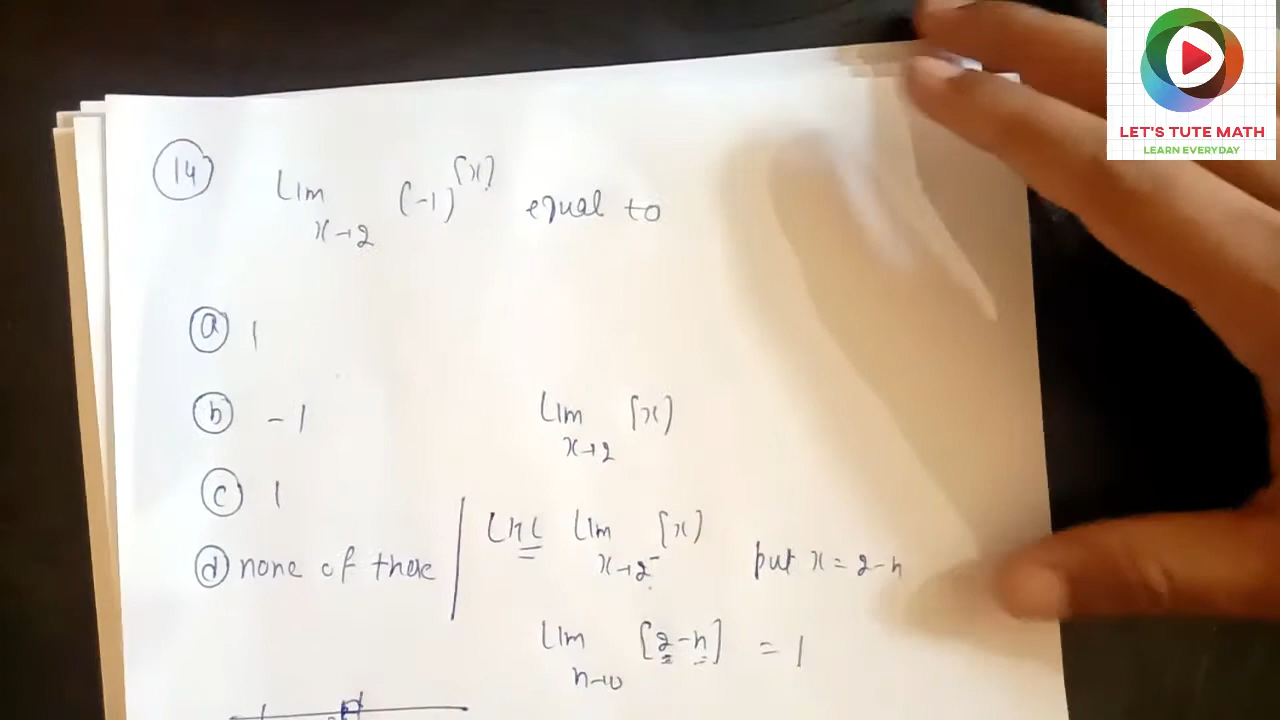 LET'S TUTE MATH
LEARN EVERYDAY
14 Lim x→2 (-1)^[x] equal to
a 1
b -1
c 1
d none of these
Lim x→2 [x]
LHL Lim x→2⁻ [x] put x = 2-h
Lim h→0 [2-h] = 1